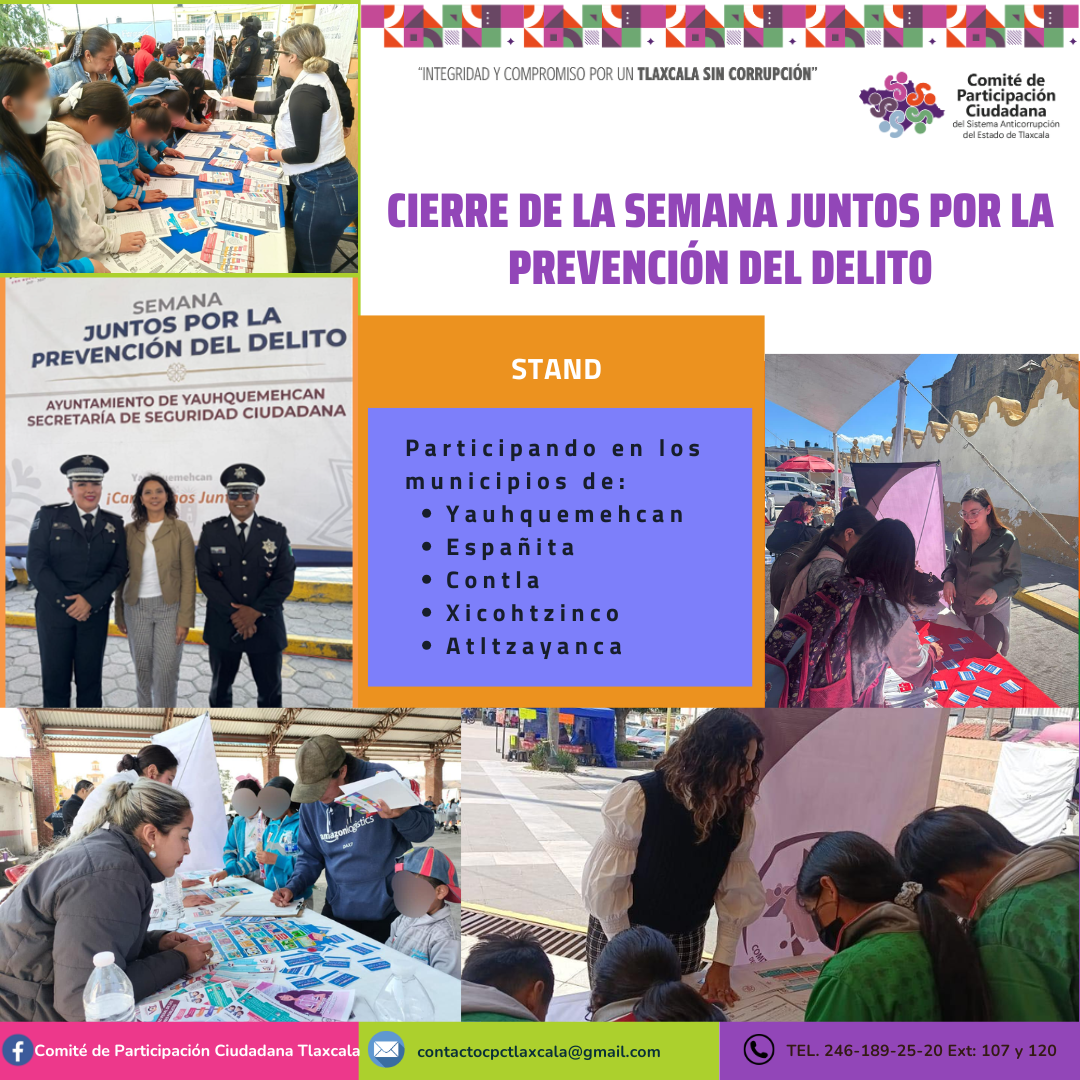 “INTEGRIDAD Y COMPROMISO POR UN TLAXCALA SIN CORRUPCIÓN”
Comité de
Participación
Ciudadana
del Sistema Anticorrupción
del Estado de Tlaxcala
CIERRE DE LA SEMANA JUNTOS POR LA
PREVENCIÓN DEL DELITO
SEMANA
JUNTOS POR LA
PREVENCIÓN DEL DELITO
AYUNTAMIENTO DE YAUHQUEMEHCAN
SECRETARÍA DE SEGURIDAD CIUDADANA
STAND
Participando en los
municipios de:
• Yauhquemehcan
• Españita
• Contla
• Xicohtzinco
• Atltzayanca
amazonlogistics
Comité de Participación Ciudadana Tlaxcala
contactocpctlaxcala@gmail.com
TEL. 246-189-25-20 Ext: 107 y 120